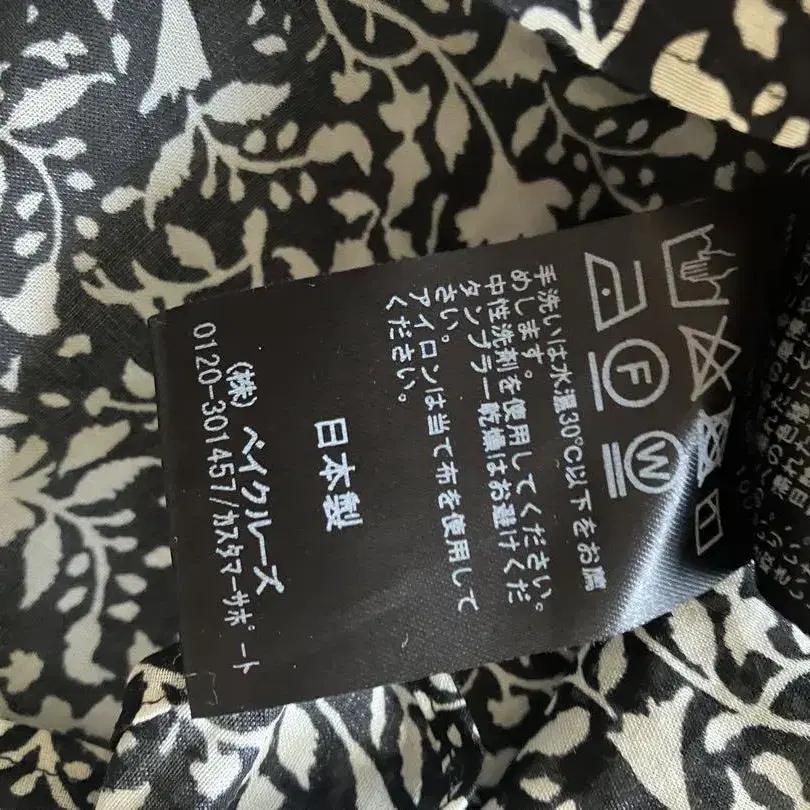 F
W
手洗いは水温30℃以下をお薦
めします。
中性洗剤を使用してください。
タンブラー乾燥はお避けくだ
さい。
アイロンは当て布を使用して
ください。
日本製
(株) ベイクルーズ
0120-301457//ｶｽﾀﾏｰｻﾎﾟｰﾄ